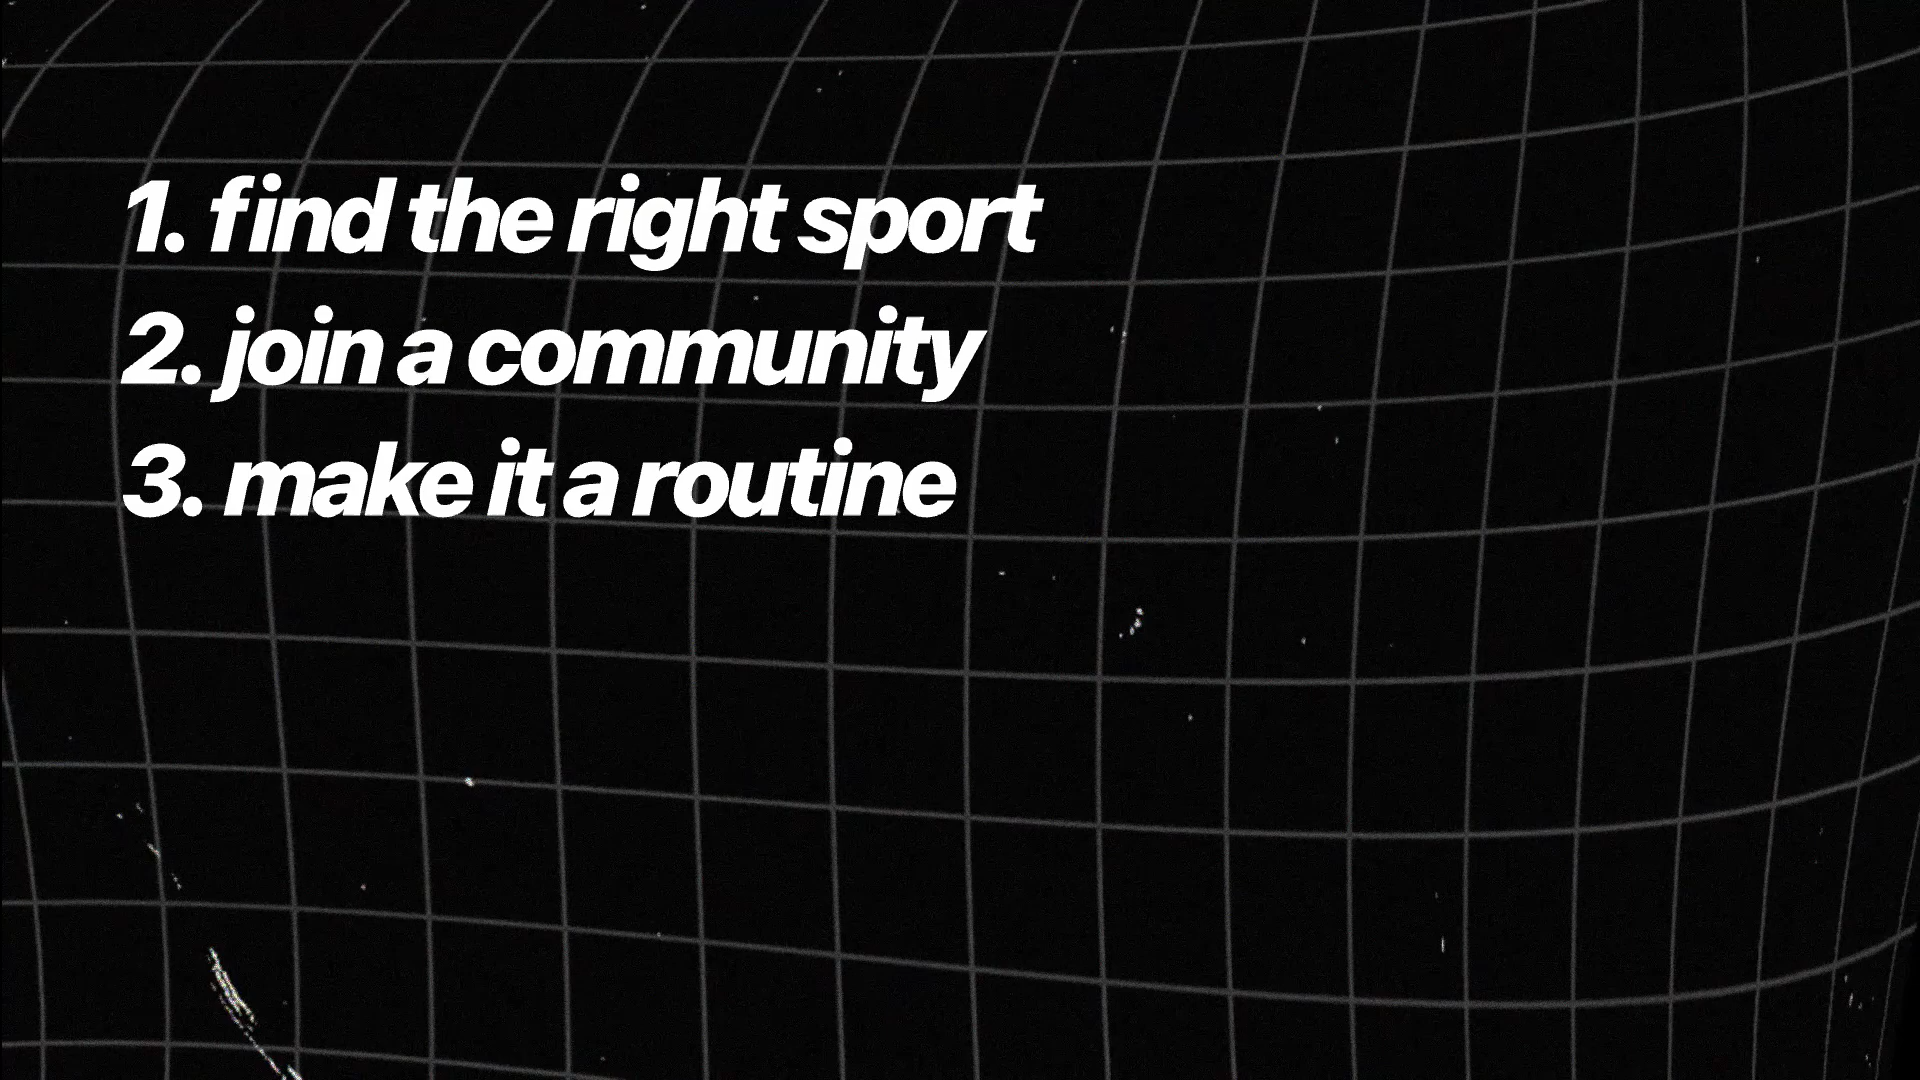 1. find the right sport
2. join a community
3. make it a routine